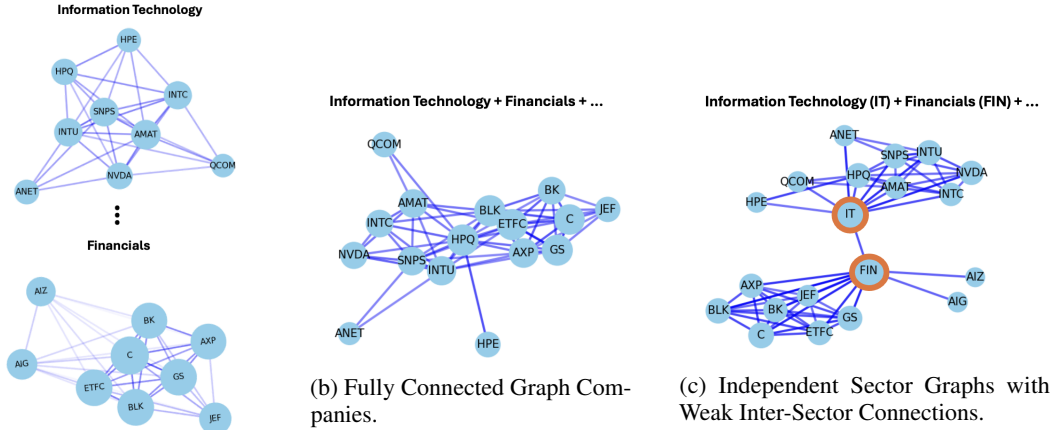 Information Technology
HPE
HPQ
INTC
SNPS
INTU
AMAT
QCOM
NVDA
ANET
Financials
AIZ
BK
AXP
C
AIG
GS
ETFC
BLK
JEF
Information Technology + Financials + ...
QCOM
AMAT
BK
BLK
JEF
INTC
ETFC
C
HPQ
NVDA
SNPS
AXP
GS
INTU
ANET
HPE
(b) Fully Connected Graph Com-
panies.
Information Technology (IT) + Financials (FIN) + ...
ANET
SNPS
INTU
HPQ
NVDA
QCOM
AMAT
INTC
HPE
IT
FIN
AIZ
AXP
JEF
AIG
BLK
BK
GS
C
ETFC
(c) Independent Sector Graphs with
Weak Inter-Sector Connections.